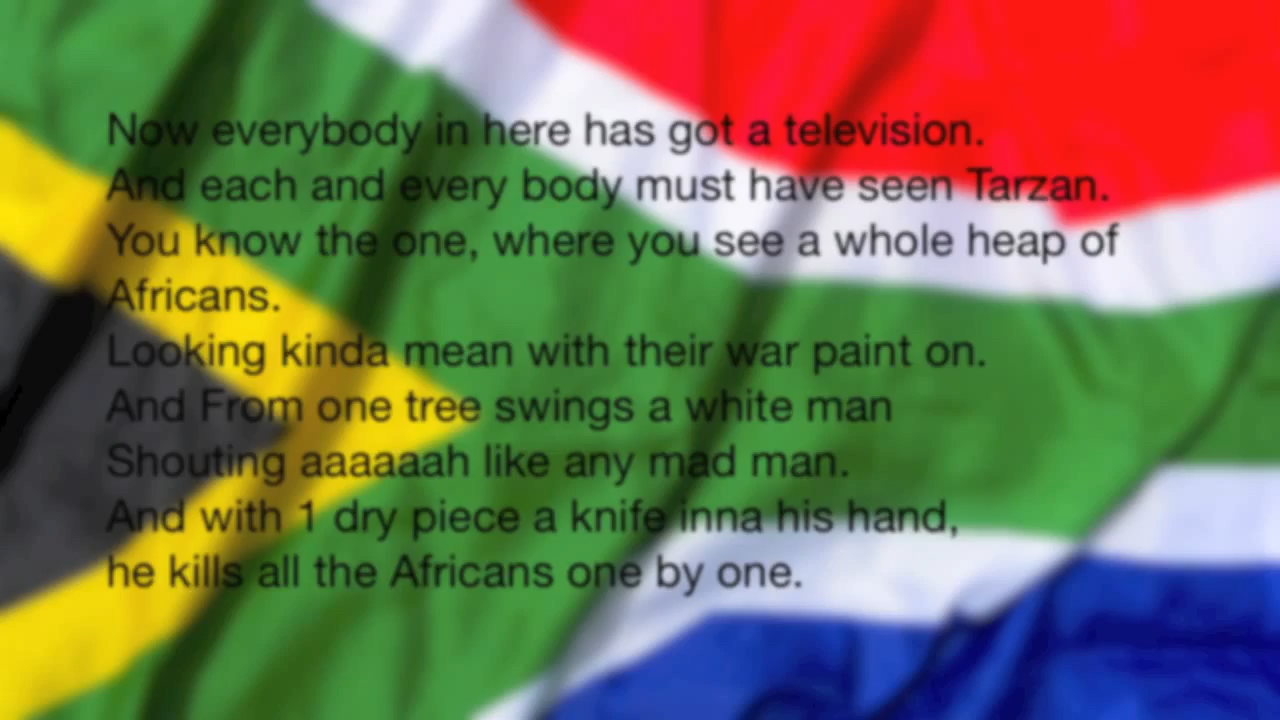 Now everybody in here has got a television.
And each and every body must have seen Tarzan.
You know the one, where you see a whole heap of
Africans.
Looking kinda mean with their war paint on.
And From one tree swings a white man
Shouting aaaaaah like any mad man.
And with 1 dry piece a knife inna his hand,
he kills all the Africans one by one.